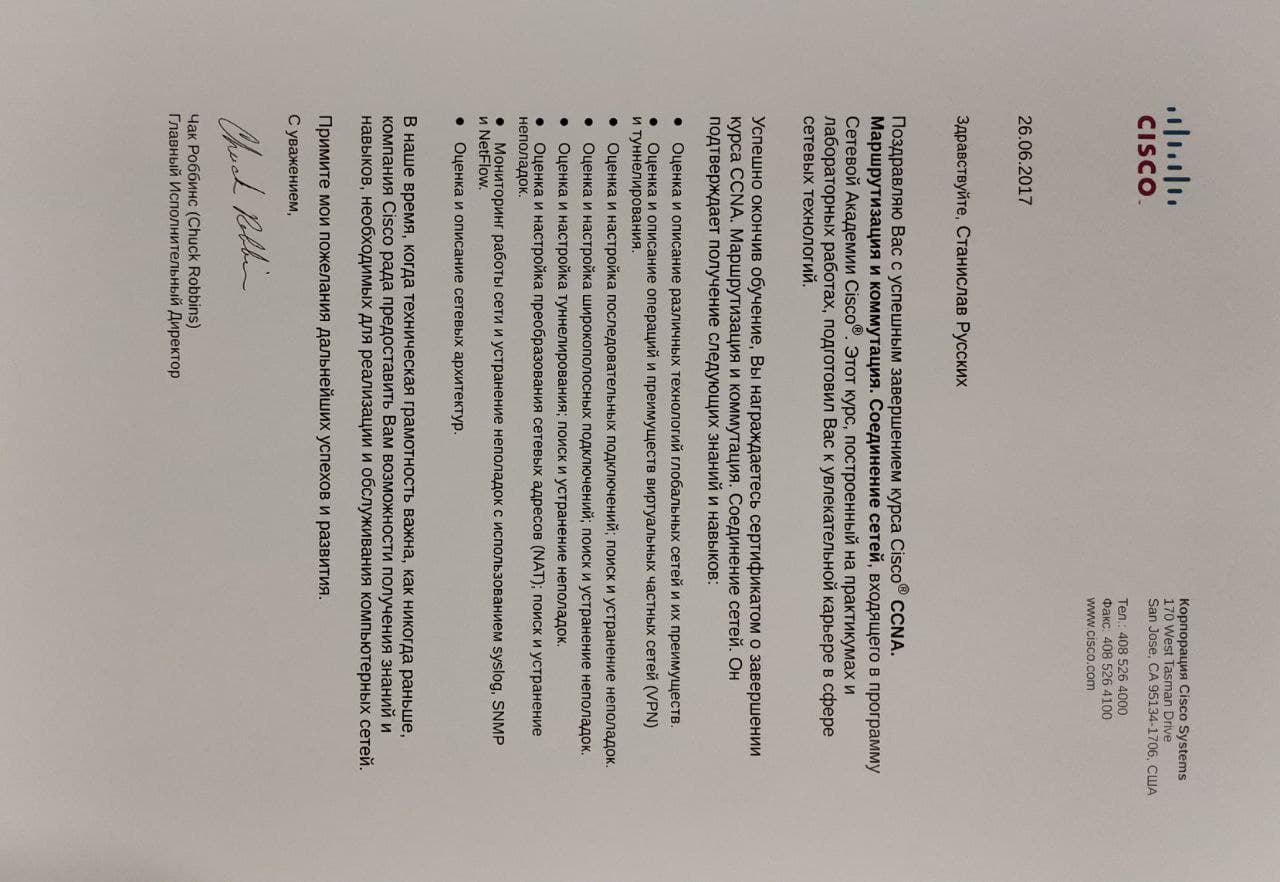 CISCO
Корпорация Cisco Systems
170 West Tasman Drive
San Jose, CA 95134-1706, США
Тел.: 408 526 4000
Факс: 408 526 4100
www.cisco.com
26.06.2017
Здравствуйте, Станислав Русских
Поздравляю Вас с успешным завершением курса Cisco® CCNA.
Маршрутизация и коммутация. Соединение сетей, входящего в программу
Сетевой Академии Cisco®. Этот курс, построенный на практикумах и
лабораторных работах, подготовил Вас к увлекательной карьере в сфере
сетевых технологий.
Успешно окончив обучение, Вы награждаетесь сертификатом о завершении
курса CCNA. Маршрутизация и коммутация. Соединение сетей. Он
подтверждает получение следующих знаний и навыков:
● Оценка и описание различных технологий глобальных сетей и их преимуществ.
● Оценка и описание операций и преимуществ виртуальных частных сетей (VPN)
и туннелирования.
● Оценка и настройка последовательных подключений; поиск и устранение неполадок.
● Оценка и настройка широкополосных подключений; поиск и устранение неполадок.
● Оценка и настройка туннелирования; поиск и устранение неполадок.
● Оценка и настройка преобразования сетевых адресов (NAT); поиск и устранение
неполадок.
● Мониторинг работы сети и устранение неполадок с использованием syslog, SNMP
и NetFlow.
● Оценка и описание сетевых архитектур.
В наше время, когда техническая грамотность важна, как никогда раньше,
компания Cisco рада предоставить Вам возможности получения знаний и
навыков, необходимых для реализации и обслуживания компьютерных сетей.
Примите мои пожелания дальнейших успехов и развития.
С уважением,
Chuck Robbins
Чак Роббинс (Chuck Robbins)
Главный Исполнительный Директор